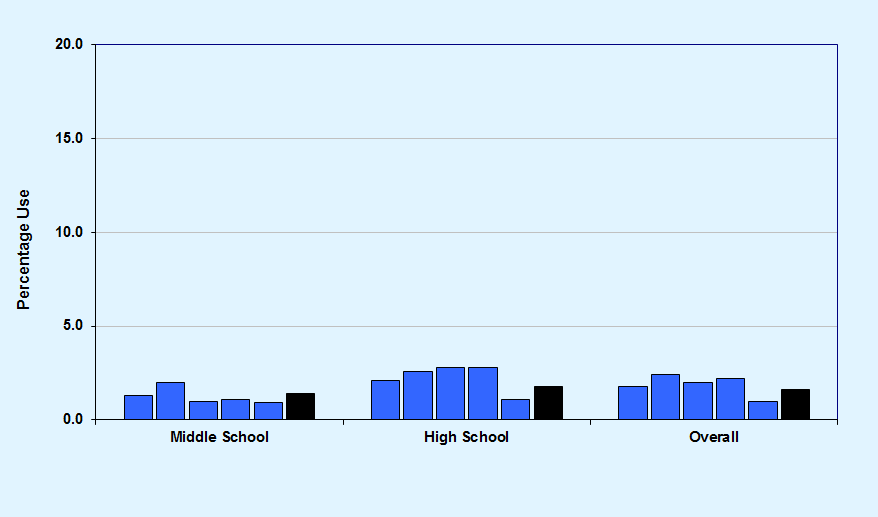 20.0
15.0
10.0
5.0
0.0
Percentage Use
Middle School
High School
Overall